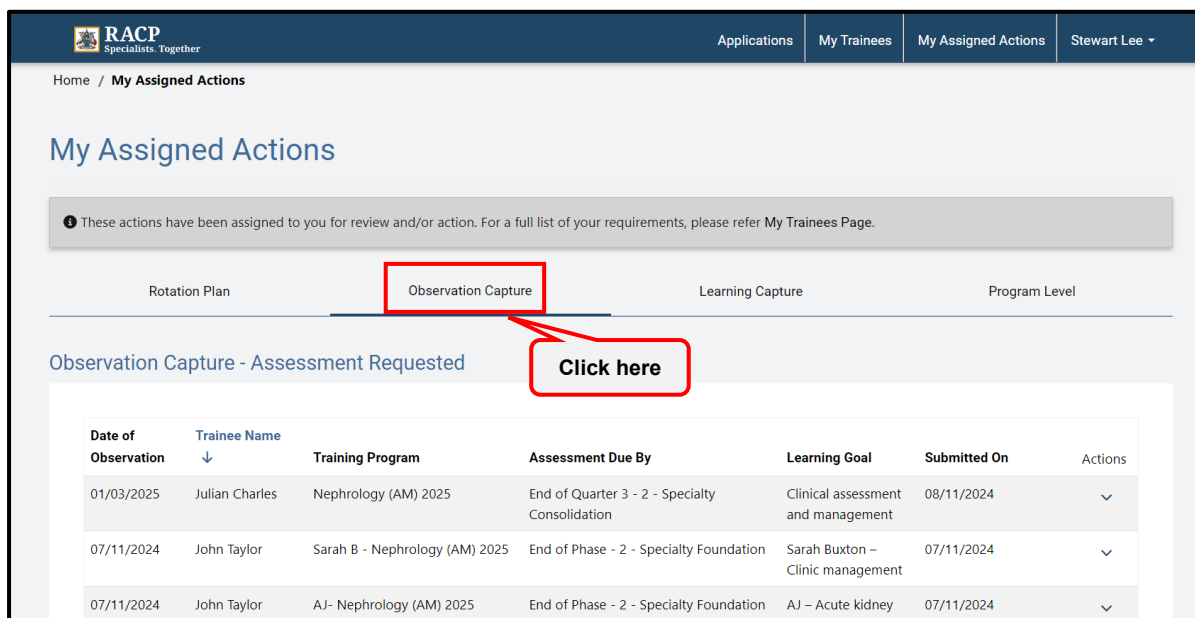 RACP
Specialists. Together
Applications
My Trainees
My Assigned Actions
Stewart Lee
Home / My Assigned Actions
My Assigned Actions
These actions have been assigned to you for review and/or action. For a full list of your requirements, please refer My Trainees Page.
Rotation Plan
Observation Capture
Learning Capture
Program Level
Click here
Observation Capture - Assessment Requested
Date of Observation Trainee Name Training Program Assessment Due By Learning Goal Submitted On Actions
01/03/2025 Julian Charles Nephrology (AM) 2025 End of Quarter 3 - 2 - Specialty Consolidation Clinical assessment and management 08/11/2024
07/11/2024 John Taylor Sarah B - Nephrology (AM) 2025 End of Phase - 2 - Specialty Foundation Sarah Buxton – Clinic management 07/11/2024
07/11/2024 John Taylor AJ- Nephrology (AM) 2025 End of Phase - 2 - Specialty Foundation AJ – Acute kidney 07/11/2024